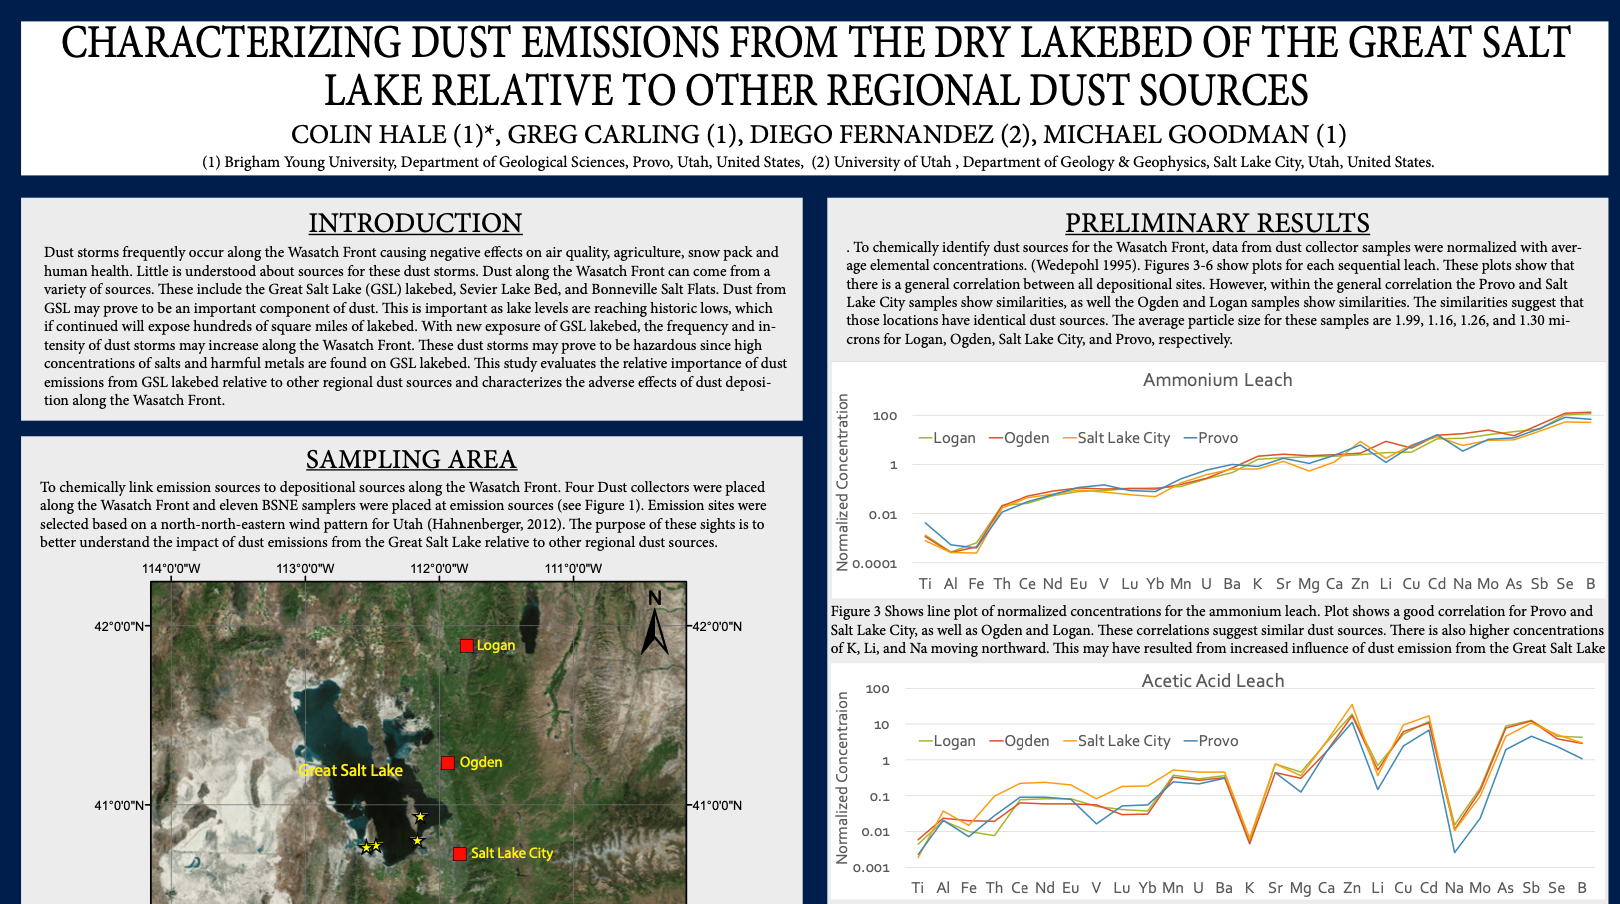 CHARACTERIZING DUST EMISSIONS FROM THE DRY LAKEBED OF THE GREAT SALT
LAKE RELATIVE TO OTHER REGIONAL DUST SOURCES
COLIN HALE (1)*, GREG CARLING (1), DIEGO FERNANDEZ (2), MICHAEL GOODMAN (1)
(1) Brigham Young University, Department of Geological Sciences, Provo, Utah, United States,  (2) University of Utah , Department of Geology & Geophysics, Salt Lake City, Utah, United States.
INTRODUCTION
Dust storms frequently occur along the Wasatch Front causing negative effects on air quality, agriculture, snow pack and
human health. Little is understood about sources for these dust storms. Dust along the Wasatch Front can come from a
variety of sources. These include the Great Salt Lake (GSL) lakebed, Sevier Lake Bed, and Bonneville Salt Flats. Dust from
GSL may prove to be an important component of dust. This is important as lake levels are reaching historic lows, which
if continued will expose hundreds of square miles of lakebed. With new exposure of GSL lakebed, the frequency and in-
tensity of dust storms may increase along the Wasatch Front. These dust storms may prove to be hazardous since high
concentrations of salts and harmful metals are found on GSL lakebed. This study evaluates the relative importance of dust
emissions from GSL lakebed relative to other regional dust sources and characterizes the adverse effects of dust deposi-
tion along the Wasatch Front.
SAMPLING AREA
To chemically link emission sources to depositional sources along the Wasatch Front. Four Dust collectors were placed
along the Wasatch Front and eleven BSNE samplers were placed at emission sources (see Figure 1). Emission sites were
selected based on a north-north-eastern wind pattern for Utah (Hahnenberger, 2012). The purpose of these sights is to
better understand the impact of dust emissions from the Great Salt Lake relative to other regional dust sources.
114°0'0"W 113°0'0"W 112°0'0"W 111°0'0"W
N
42°0'0"N 42°0'0"N
Logan
Ogden
Great Salt Lake
41°0'0"N 41°0'0"N
Salt Lake City
PRELIMINARY RESULTS
. To chemically identify dust sources for the Wasatch Front, data from dust collector samples were normalized with aver-
age elemental concentrations. (Wedepohl 1995). Figures 3-6 show plots for each sequential leach. These plots show that
there is a general correlation between all depositional sites. However, within the general correlation the Provo and Salt
Lake City samples show similarities, as well the Ogden and Logan samples show similarities. The similarities suggest that
those locations have identical dust sources. The average particle size for these samples are 1.99, 1.16, 1.26, and 1.30 mi-
crons for Logan, Ogden, Salt Lake City, and Provo, respectively.
Ammonium Leach
Normalized Concentration
100
Logan Ogden Salt Lake City Provo
1
0.01
0.0001
Ti Al Fe Th Ce Nd Eu V Lu Yb Mn U Ba K Sr Mg Ca Zn Li Cu Cd Na Mo As Sb Se B
Figure 3 Shows line plot of normalized concentrations for the ammonium leach. Plot shows a good correlation for Provo and
Salt Lake City, as well as Ogden and Logan. These correlations suggest similar dust sources. There is also higher concentrations
of K, Li, and Na moving northward. This may have resulted from increased influence of dust emission from the Great Salt Lake
Acetic Acid Leach
Normalized Concentraion
100
10
Logan Ogden Salt Lake City Provo
1
0.1
0.01
0.001
Ti Al Fe Th Ce Nd Eu V Lu Yb Mn U Ba K Sr Mg Ca Zn Li Cu Cd Na Mo As Sb Se B